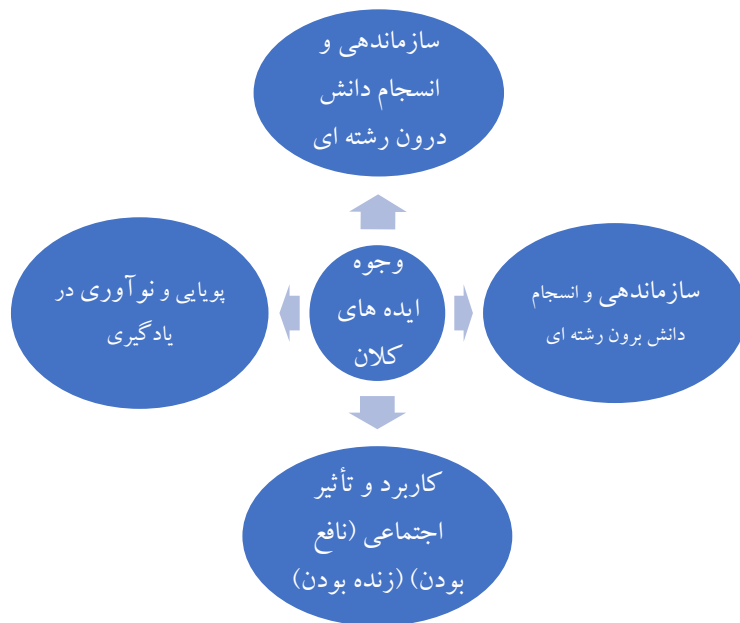 سازماندهی و
انسجام دانش
درون رشته ای
وجوه
ایده های
کلان
سازماندهی و انسجام
دانش برون رشته ای
پویایی و نوآوری در
یادگیری
کاربرد و تأثیر
اجتماعی (نافع
بودن) (زنده بودن)